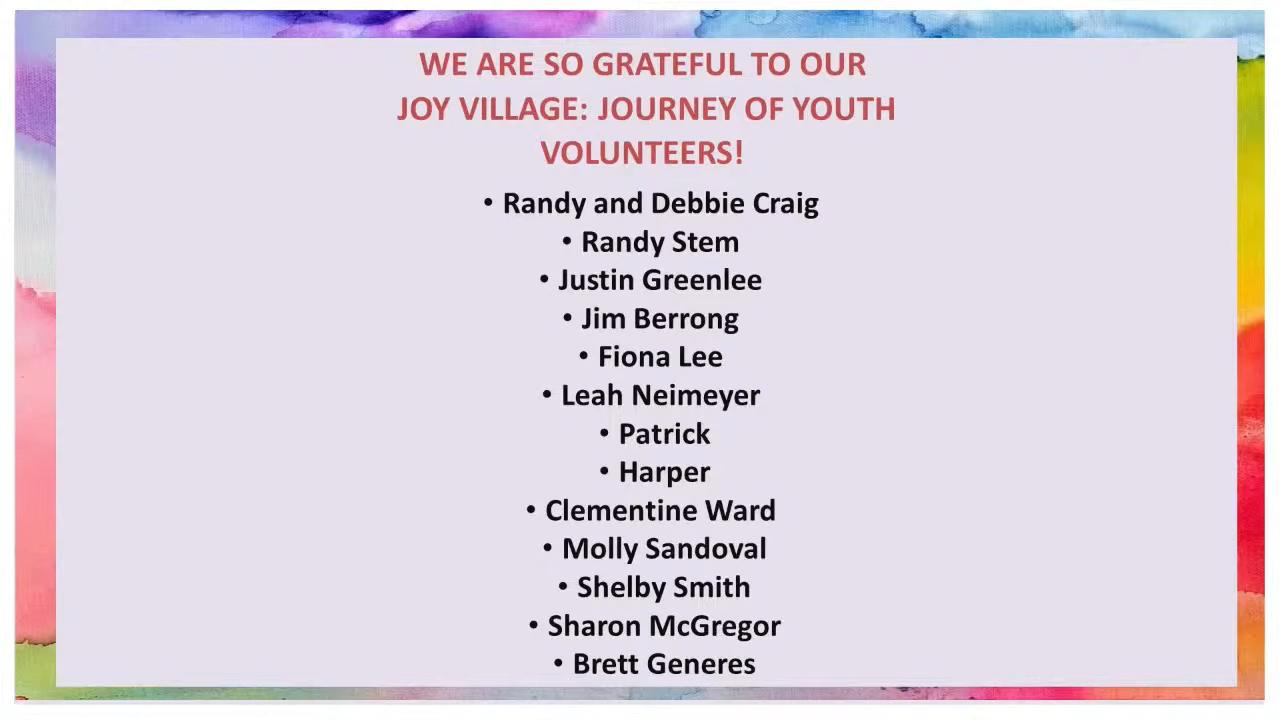 WE ARE SO GRATEFUL TO OUR
JOY VILLAGE: JOURNEY OF YOUTH
VOLUNTEERS!
• Randy and Debbie Craig
• Randy Stem
• Justin Greenlee
• Jim Berrong
• Fiona Lee
• Leah Neimeyer
• Patrick
• Harper
• Clementine Ward
• Molly Sandoval
• Shelby Smith
• Sharon McGregor
• Brett Generes